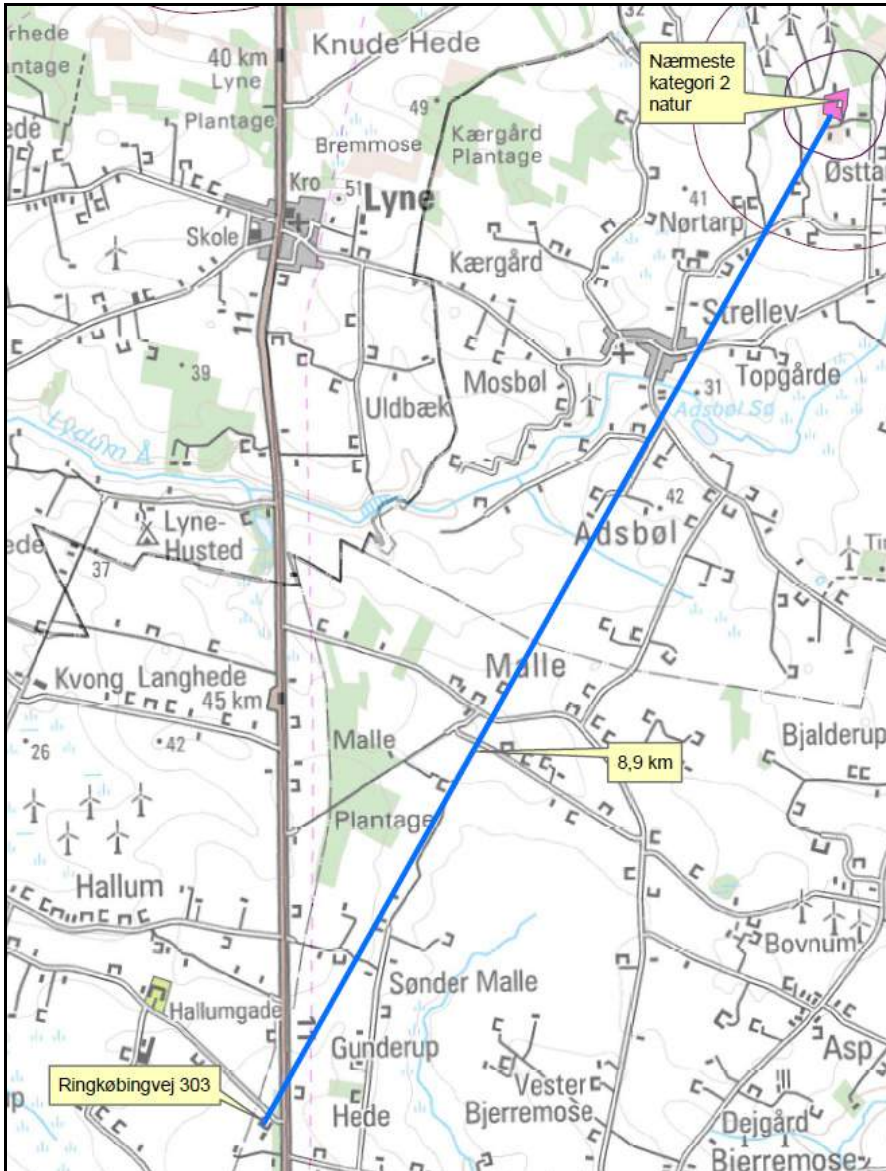 Knude Hede
32
40 km
Lyne
Plantage
Nærmeste
kategori 2
natur
49
Bremmose
Kærgård
Plantage
Kro
51
Lyne
Skole
41
Nørtarp
Kærgård
Strellev
11
39
Mosbøl
Topgårde
31
Uldbæk
Adsbøl Sø
Lydum Å
42
Lyne-
Husted
Adsbøl
37
Malle
Kvong Langhede
45 km
26
42
Malle
Bjalderup
8,9 km
Plantage
Hallum
Bovnum
Sønder Malle
Hallumgade
11
Gunderup
Asp
Ringkøbingvej 303
Vester
Bjerremose
Hede
Dejgård
Bjerremose